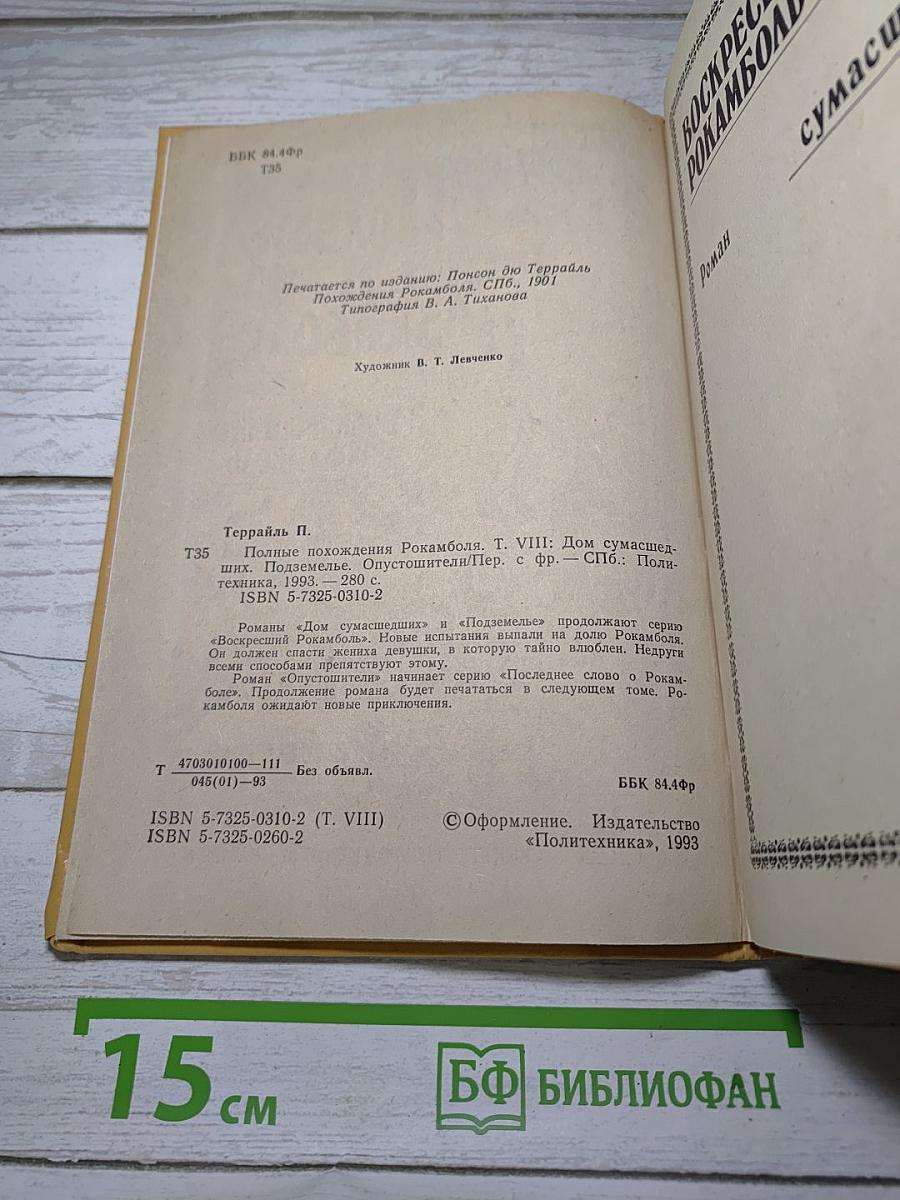 ББК 84.4Фр
Т35
Печатается по изданию: Понсон дю Террайль
Похождения Рокамболя. СПб., 1901
Типография В. А. Тиханова
Художник В. Т. Левченко
Террайль П.
Т35 Полные похождения Рокамболя. Т. VIII: Дом сумасшед-
ших. Подземелье. Опустошители/Пер. с фр. — СПб.: Поли-
техника, 1993. — 280 с.
ISBN 5-7325-0310-2
Романы «Дом сумасшедших» и «Подземелье» продолжают серию
«Воскресший Рокамболь». Новые испытания выпали на долю Рокамболя.
Он должен спасти жениха девушки, в которую тайно влюблен. Недруги
всеми способами препятствуют этому.
Роман «Опустошители» начинает серию «Последнее слово о Рокам-
боле». Продолжение романа будет печататься в следующем томе. Ро-
камболя ожидают новые приключения.
Т 4703010100—111 Без объявл.
045(01)—93
ББК 84.4Фр
ISBN 5-7325-0310-2 (Т. VIII)
ISBN 5-7325-0260-2
© Оформление. Издательство
«Политехника», 1993
ВОСКРЕС
РОКАМБОЛЬ
сумасш
Роман
15 см
БФ БИБЛИОФАН